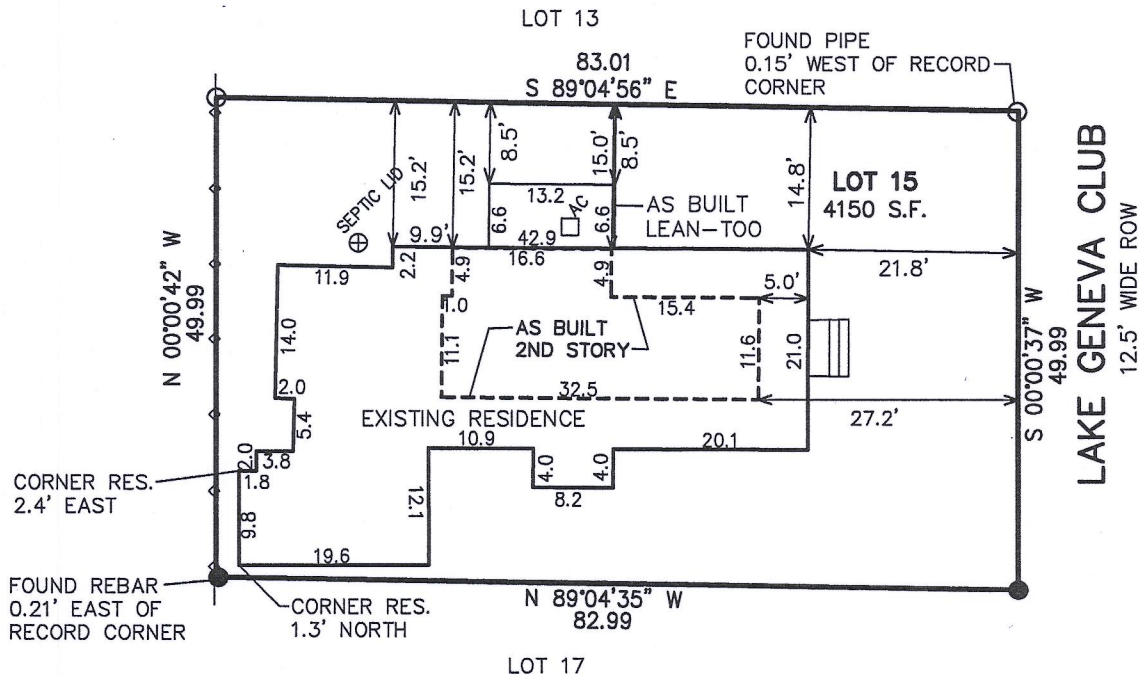 LOT 13
83.01
S 89°04'56" E
FOUND PIPE
0.15' WEST OF RECORD
CORNER
15.2'
15.2'
8.5'
15.0'
8.5'
14.8'
SEPTIC LID
13.2
AC
6.6
6.6
AS BUILT
LEAN-TOO
LOT 15
4150 S.F.
9.9'
42.9
16.6
2.2
4.9
4.9
11.9
21.8'
5.0'
15.4
1.0
AS BUILT
2ND STORY
11.1
11.6
21.0
14.0
N 00°00'42" W
49.99
S 00°00'37" W
49.99
LAKE GENEVA CLUB
12.5' WIDE ROW
2.0
32.5
27.2'
5.4
EXISTING RESIDENCE
10.9
20.1
2.0
3.8
1.8
4.0
4.0
8.2
CORNER RES.
2.4' EAST
9.8
12.1
19.6
FOUND REBAR
0.21' EAST OF
RECORD CORNER
CORNER RES.
1.3' NORTH
N 89°04'35" W
82.99
LOT 17